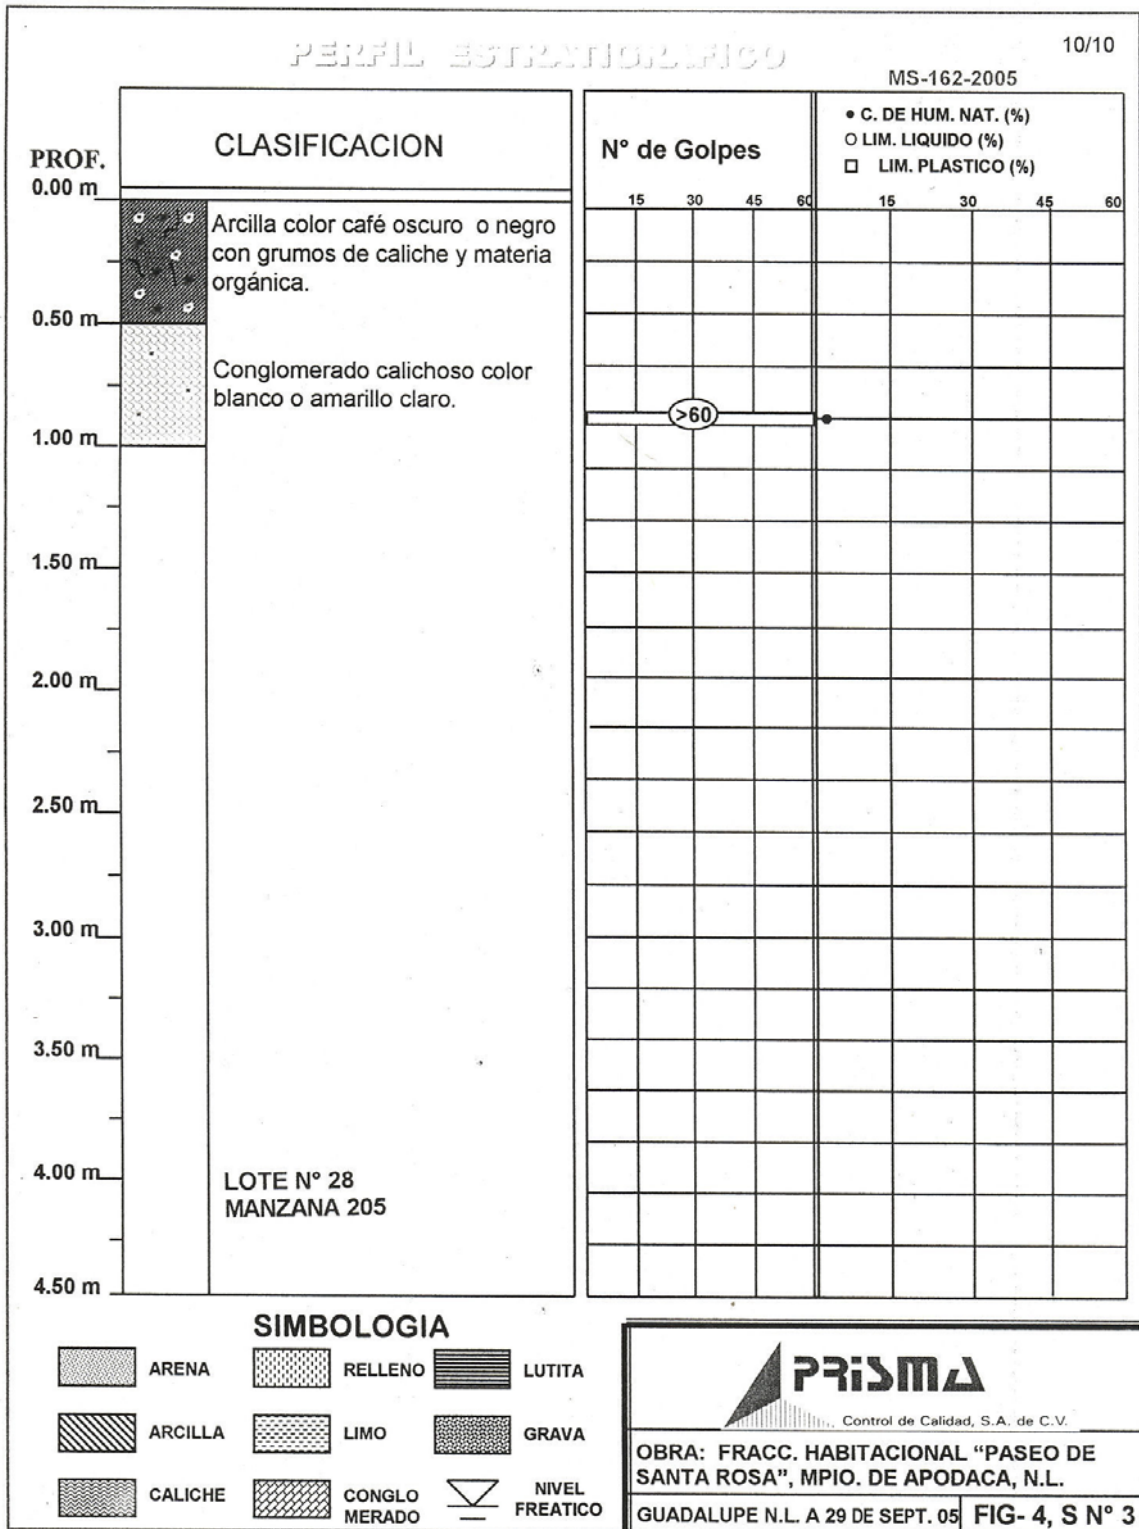 10/10
PERFIL ESTRATIGRAFICO
MS-162-2005
PROF.
CLASIFICACION
N° de Golpes
C. DE HUM. NAT. (%)
LIM. LIQUIDO (%)
LIM. PLASTICO (%)
15 30 45 60 15 30 45 60
0.00 m
Arcilla color café oscuro o negro
con grumos de caliche y materia
orgánica.
0.50 m
Conglomerado calichoso color
blanco o amarillo claro.
>60
1.00 m
1.50 m
2.00 m
2.50 m
3.00 m
3.50 m
4.00 m
LOTE N° 28
MANZANA 205
4.50 m
SIMBOLOGIA
ARENA RELLENO LUTITA
ARCILLA LIMO GRAVA
CALICHE CONGLO
MERADO NIVEL
FREATICO
PRiSMA
Control de Calidad, S.A. de C.V.
OBRA: FRACC. HABITACIONAL “PASEO DE
SANTA ROSA”, MPIO. DE APODACA, N.L.
GUADALUPE N.L. A 29 DE SEPT. 05 FIG- 4, S N° 3